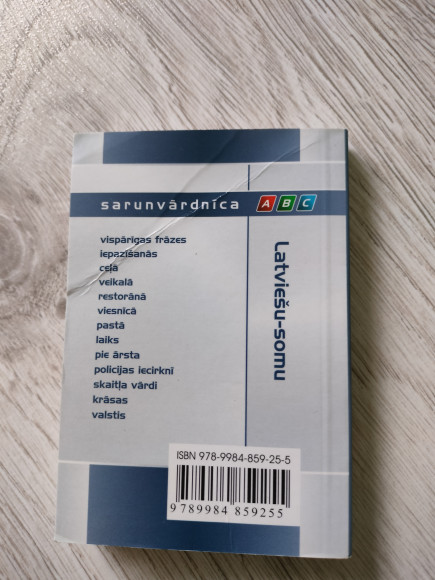 sarunvārdnīca ABC
vispārīgas frāzes
iepazīšanās
ceļā
veikalā
restorānā
viesnīcā
pastā
laiks
pie ārsta
policijas iecirknī
skaitļa vārdi
krāsas
valstis
Latviešu-somu
ISBN 978-9984-859-25-5
9 789984 859255